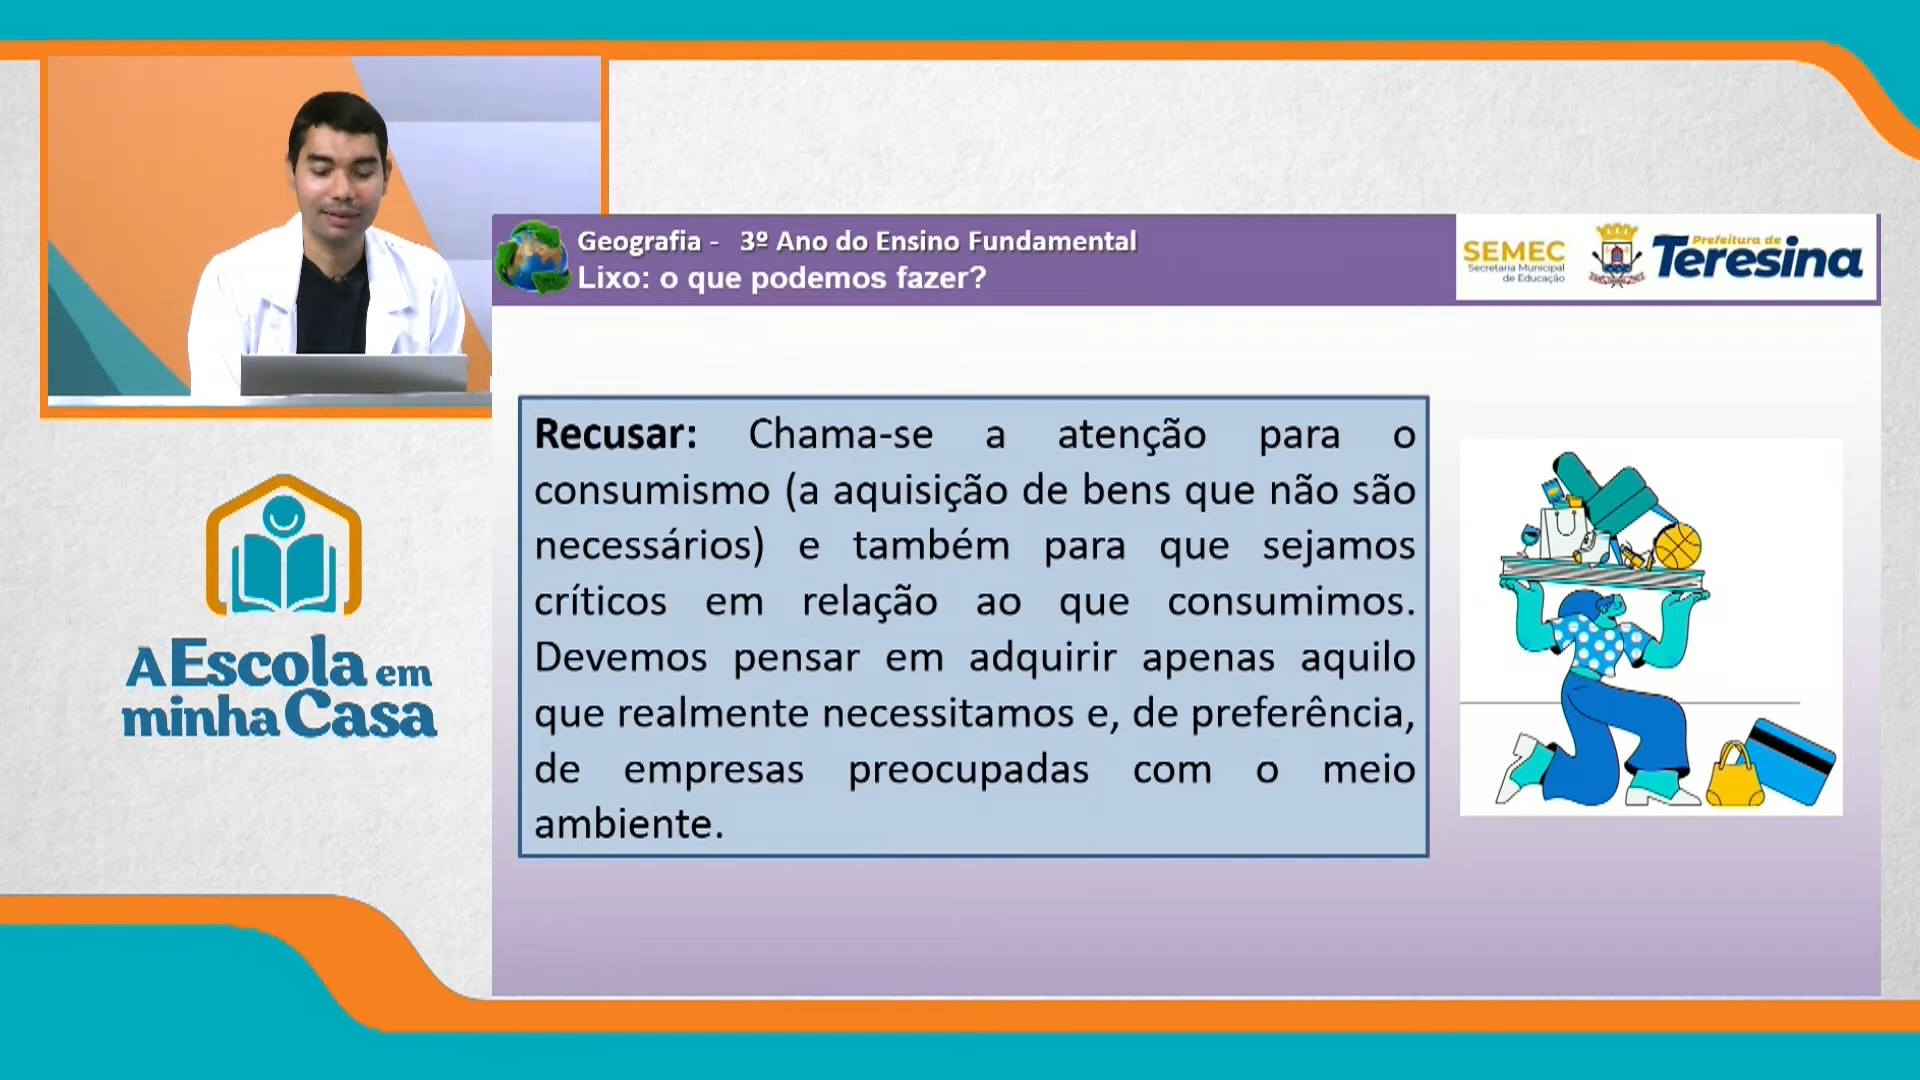 Geografia - 3º Ano do Ensino Fundamental
Lixo: o que podemos fazer?
SEMEC
Secretaria Municipal
de Educação
Prefeitura de
Teresina
Recusar: Chama-se a atenção para o
consumismo (a aquisição de bens que não são
necessários) e também para que sejamos
críticos em relação ao que consumimos.
Devemos pensar em adquirir apenas aquilo
que realmente necessitamos e, de preferência,
de empresas preocupadas com o meio
ambiente.
A Escola em
minha Casa